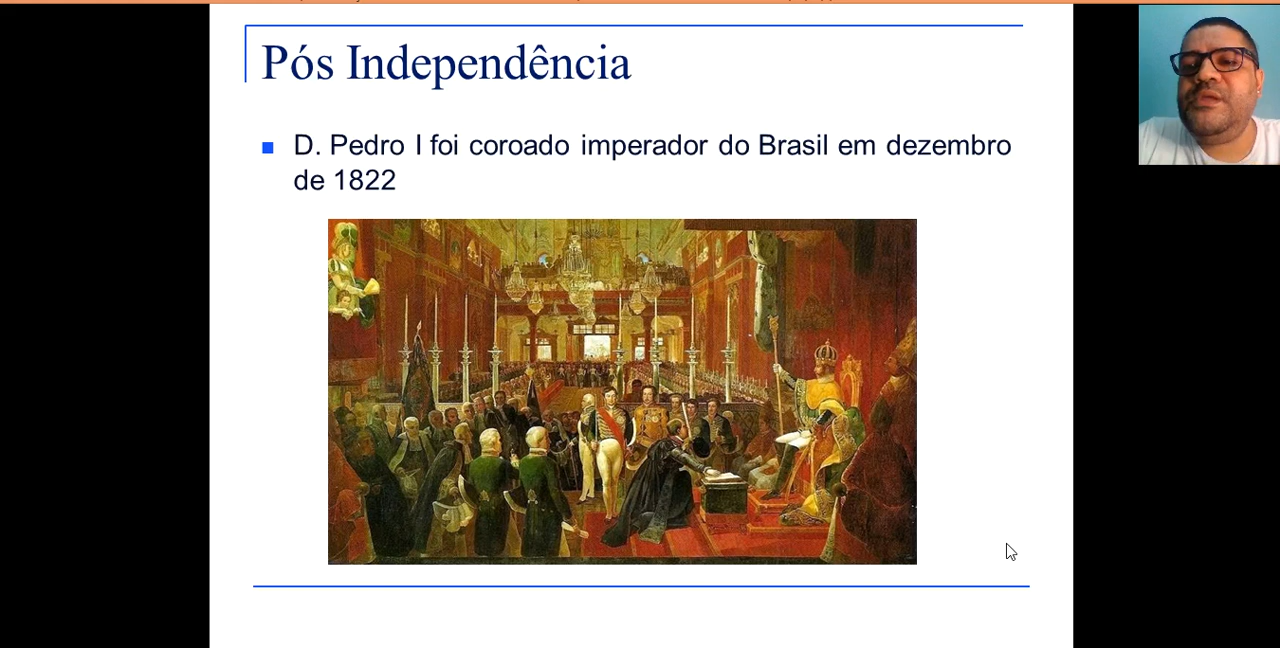 Pós Independência
D. Pedro I foi coroado imperador do Brasil em dezembro
de 1822